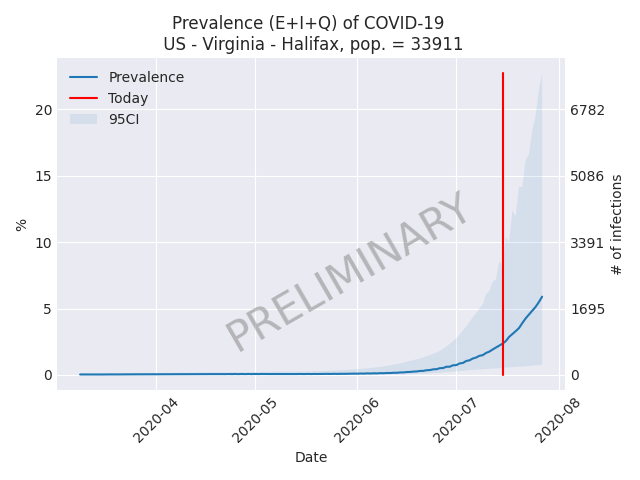 Prevalence (E+I+Q) of COVID-19
US - Virginia - Halifax, pop. = 33911
Prevalence
Today
95CI
20
15
10
5
0
%
6782
5086
3391
1695
0
# of infections
PRELIMINARY
2020-04
2020-05
2020-06
2020-07
2020-08
Date